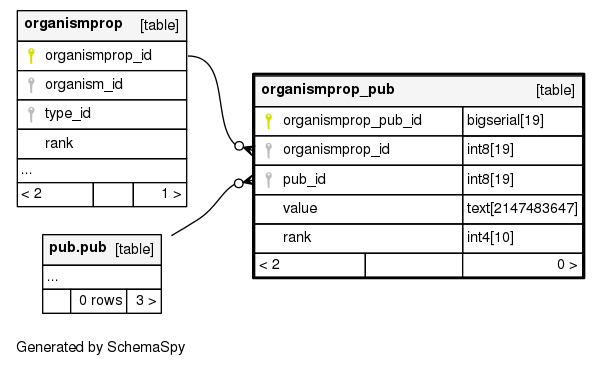 organismprop [table]
organismprop_id
organism_id
type_id
rank
...
< 2 1 >
organismprop_pub [table]
organismprop_pub_id bigserial[19]
organismprop_id int8[19]
pub_id int8[19]
value text[2147483647]
rank int4[10]
< 2 0 >
pub.pub [table]
...
0 rows 3 >
Generated by SchemaSpy